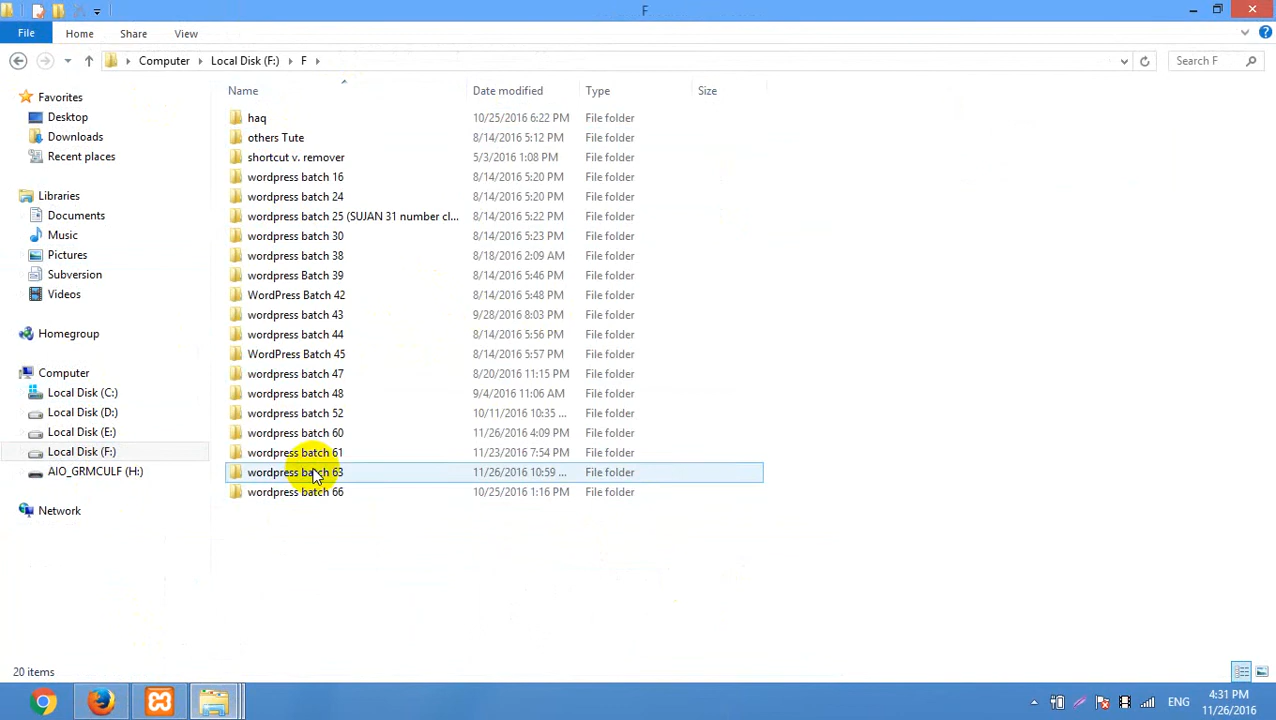 F
File Home Share View
Computer Local Disk (F:) F Search F
Name Date modified Type Size
Favorites
Desktop
Downloads
Recent places
Libraries
Documents
Music
Pictures
Subversion
Videos
Homegroup
Computer
Local Disk (C:)
Local Disk (D:)
Local Disk (E:)
Local Disk (F:)
AIO_GRMCULF (H:)
Network
haq 10/25/2016 6:22 PM File folder
others Tute 8/14/2016 5:12 PM File folder
shortcut v. remover 5/3/2016 1:08 PM File folder
wordpress batch 16 8/14/2016 5:20 PM File folder
wordpress batch 24 8/14/2016 5:20 PM File folder
wordpress batch 25 (SUJAN 31 number cl... 8/14/2016 5:22 PM File folder
wordpress batch 30 8/14/2016 5:23 PM File folder
wordpress batch 38 8/18/2016 2:09 AM File folder
wordpress Batch 39 8/14/2016 5:46 PM File folder
WordPress Batch 42 8/14/2016 5:48 PM File folder
wordpress batch 43 9/28/2016 8:03 PM File folder
wordpress batch 44 8/14/2016 5:56 PM File folder
WordPress Batch 45 8/14/2016 5:57 PM File folder
wordpress batch 47 8/20/2016 11:15 PM File folder
wordpress batch 48 9/4/2016 11:06 AM File folder
wordpress batch 52 10/11/2016 10:35 ... File folder
wordpress batch 60 11/26/2016 4:09 PM File folder
wordpress batch 61 11/23/2016 7:54 PM File folder
wordpress batch 63 11/26/2016 10:59 ... File folder
wordpress batch 66 10/25/2016 1:16 PM File folder
20 items
ENG 4:31 PM
11/26/2016